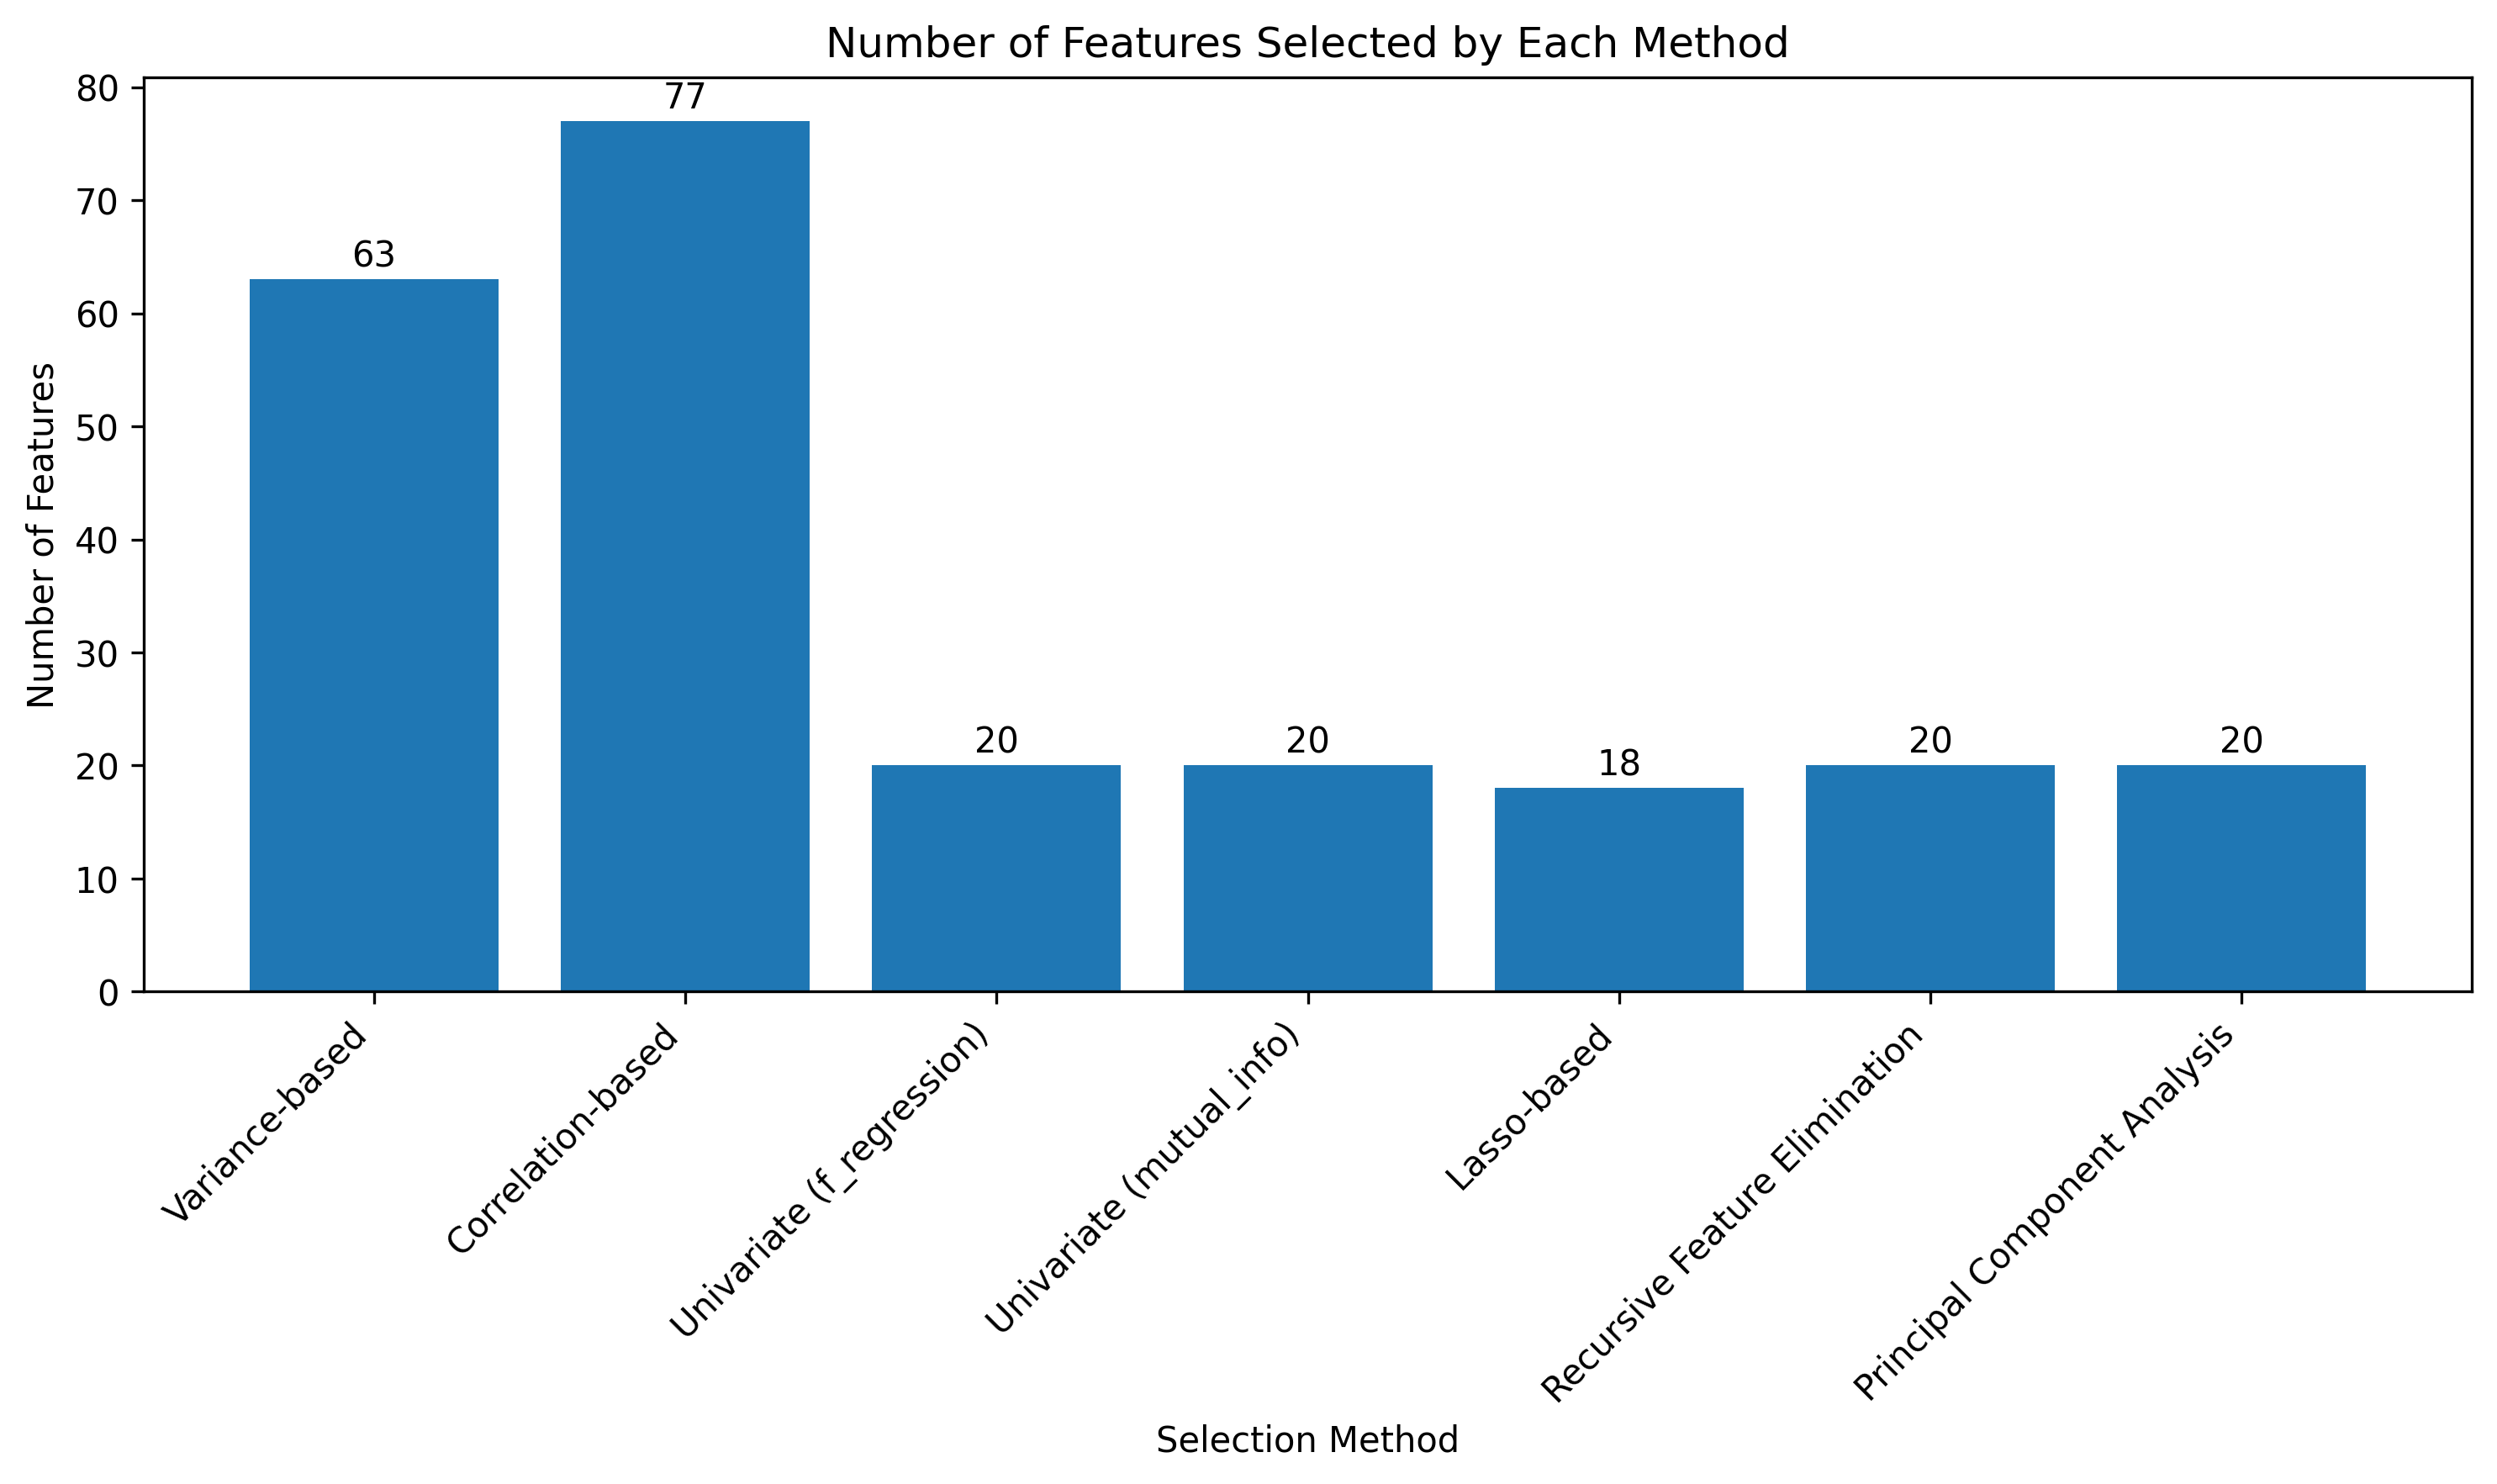 Number of Features Selected by Each Method
Number of Features
80
70
60
50
40
30
20
10
0
63
77
20
20
18
20
20
Variance-based
Correlation-based
Univariate (f_regression)
Univariate (mutual_info)
Lasso-based
Recursive Feature Elimination
Principal Component Analysis
Selection Method